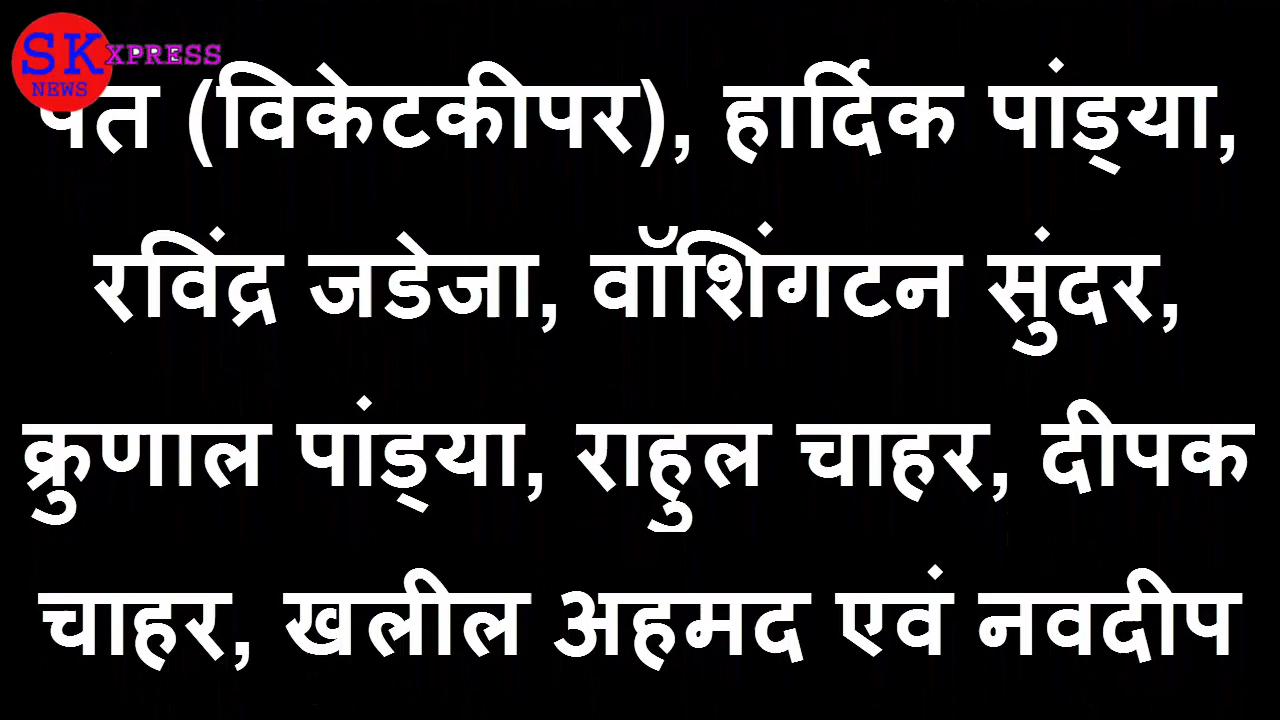 SK XPRESS
NEWS
पंत (विकेटकीपर), हार्दिक पांड्या,
रविंद्र जडेजा, वॉशिंगटन सुंदर,
क्रुणाल पांड्या, राहुल चाहर, दीपक
चाहर, खलील अहमद एवं नवदीप